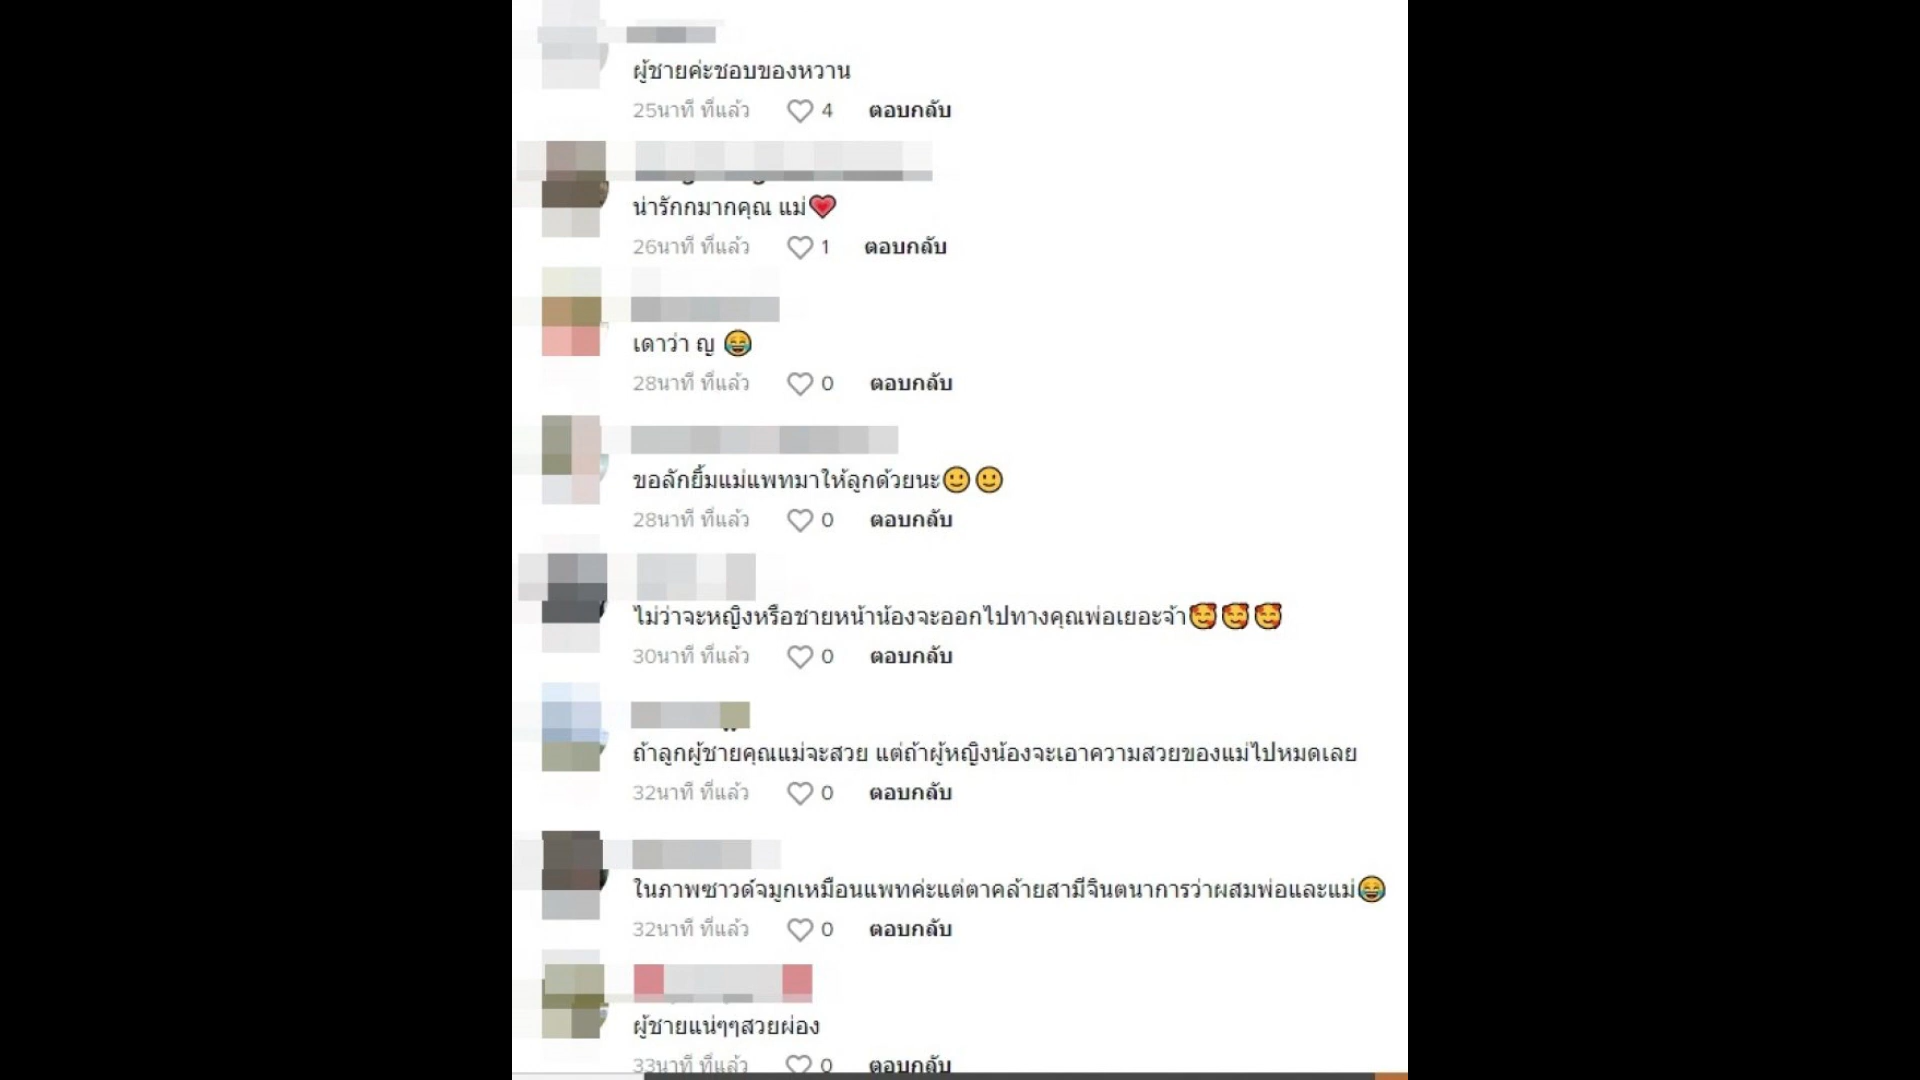 ผู้ชายค่ะชอบของหวาน
25นาที ที่แล้ว 4 ตอบกลับ
น่ารักกมากคุณ แม่💗
26นาที ที่แล้ว 1 ตอบกลับ
เดาว่า ญ 😂
28นาที ที่แล้ว 0 ตอบกลับ
ขอลักยิ้มแม่แพทมาให้ลูกด้วยนะ🙂🙂
28นาที ที่แล้ว 0 ตอบกลับ
ไม่ว่าจะหญิงหรือชายหน้าน้องจะออกไปทางคุณพ่อเยอะจ้า🥰🥰🥰
30นาที ที่แล้ว 0 ตอบกลับ
ถ้าลูกผู้ชายคุณแม่จะสวย แต่ถ้าผู้หญิงน้องจะเอาความสวยของแม่ไปหมดเลย
32นาที ที่แล้ว 0 ตอบกลับ
ในภาพซาวด์จมูกเหมือนแพทค่ะแต่ตาคล้ายสามีจินตนาการว่าผสมพ่อและแม่😂
32นาที ที่แล้ว 0 ตอบกลับ
ผู้ชายแน่ๆๆสวยผ่อง
33นาที ที่แล้ว 0 ตอบกลับ